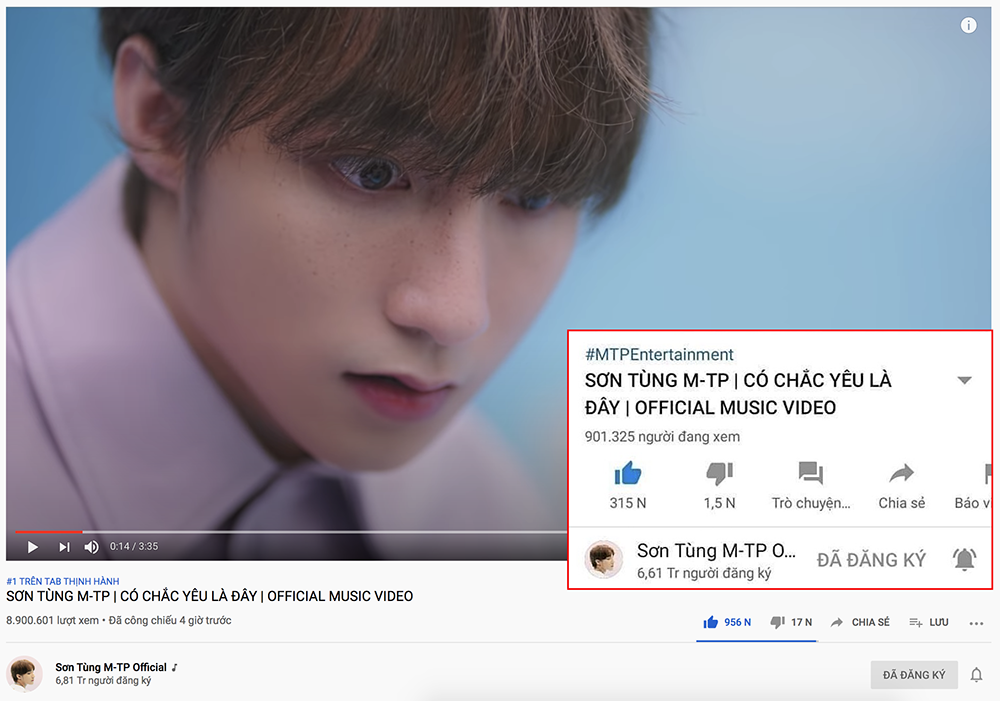 #MTPEntertainment
SƠN TÙNG M-TP | CÓ CHẮC YÊU LÀ
ĐÂY | OFFICIAL MUSIC VIDEO
901.325 người đang xem
315 N 1,5 N Trò chuyện... Chia sẻ Báo v
Sơn Tùng M-TP O... ĐÃ ĐĂNG KÝ
6,61 Tr người đăng ký
0:14 / 3:35
#1 TRÊN TAB THỊNH HÀNH
SƠN TÙNG M-TP | CÓ CHẮC YÊU LÀ ĐÂY | OFFICIAL MUSIC VIDEO
8.900.601 lượt xem • Đã công chiếu 4 giờ trước
956 N 17 N CHIA SẺ LƯU
Sơn Tùng M-TP Official
6,81 Tr người đăng ký
ĐÃ ĐĂNG KÝ